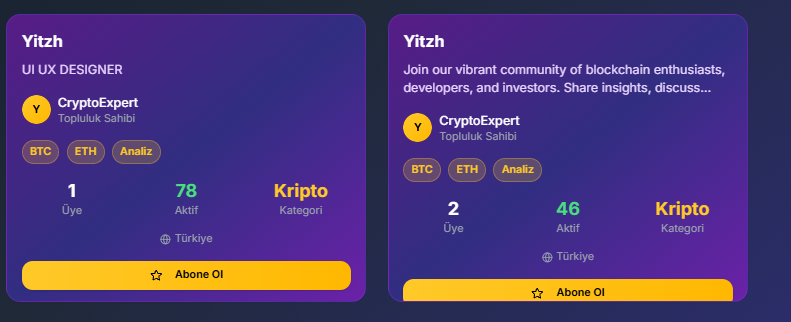 Yitzh
UI UX DESIGNER
Y
CryptoExpert
Topluluk Sahibi
BTC ETH Analiz
1 78 Kripto
Üye Aktif Kategori
Türkiye
Abone Ol
Yitzh
Join our vibrant community of blockchain enthusiasts,
developers, and investors. Share insights, discuss...
Y
CryptoExpert
Topluluk Sahibi
BTC ETH Analiz
2 46 Kripto
Üye Aktif Kategori
Türkiye
Abone Ol